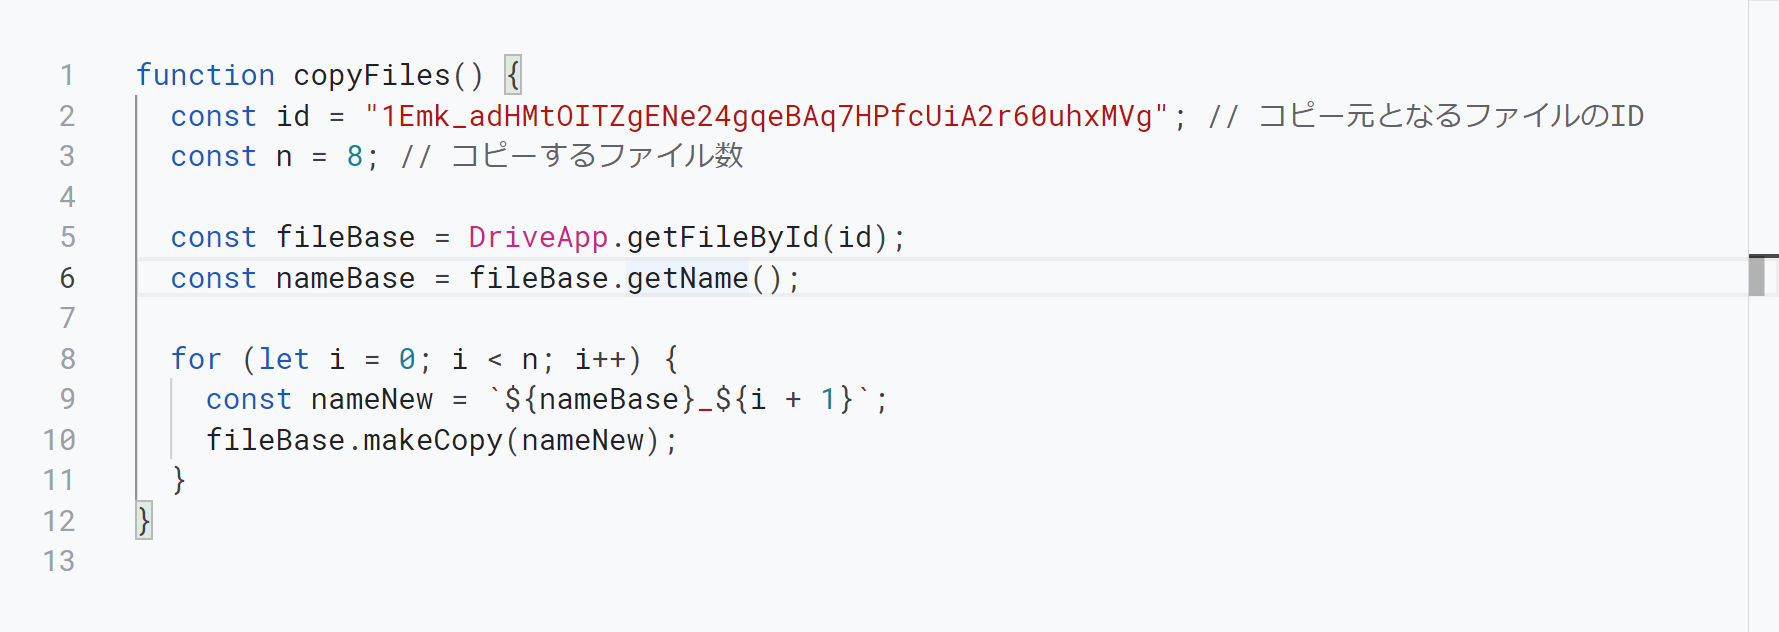 1 function copyFiles() {
2 const id = "1Emk_adHMtOITZgENe24gqeBAq7HPfcUiA2r60uhxMVg"; // コピー元となるファイルのID
3 const n = 8; // コピーするファイル数
4
5 const fileBase = DriveApp.getFileById(id);
6 const nameBase = fileBase.getName();
7
8 for (let i = 0; i < n; i++) {
9 const nameNew = `${nameBase}_${i + 1}`;
10 fileBase.makeCopy(nameNew);
11 }
12 }
13